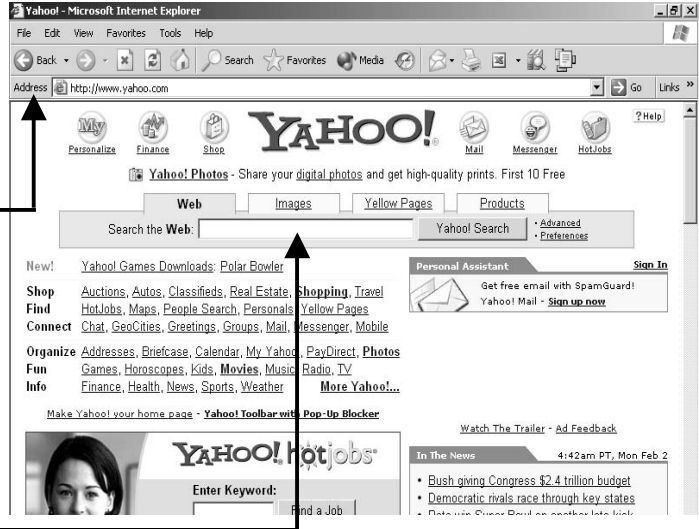 Yahoo! - Microsoft Internet Explorer
File Edit View Favorites Tools Help
Back Search Favorites Media
Address http://www.yahoo.com Go Links »
My YAHOO! ? Help
Personalize Finance Shop Mail Messenger HotJobs
Yahoo! Photos - Share your digital photos and get high-quality prints. First 10 Free
Web Images Yellow Pages Products
Search the Web: Yahoo! Search · Advanced
· Preferences
New! Yahoo! Games Downloads: Polar Bowler
Shop Auctions, Autos, Classifieds, Real Estate, Shopping, Travel
Find HotJobs, Maps, People Search, Personals, Yellow Pages
Connect Chat, GeoCities, Greetings, Groups, Mail, Messenger, Mobile
Organize Addresses, Briefcase, Calendar, My Yahoo, PayDirect, Photos
Fun Games, Horoscopes, Kids, Movies, Music, Radio, TV
Info Finance, Health, News, Sports, Weather More Yahoo!...
Make Yahoo! your home page - Yahoo! Toolbar with Pop-Up Blocker
YAHOO! hotjobs
Enter Keyword:
Find a Job
Personal Assistant Sign In
Get free email with SpamGuard!
Yahoo! Mail - Sign up now
Watch The Trailer - Ad Feedback
In The News 4:42am PT, Mon Feb 2
• Bush giving Congress $2.4 trillion budget
• Democratic rivals race through key states